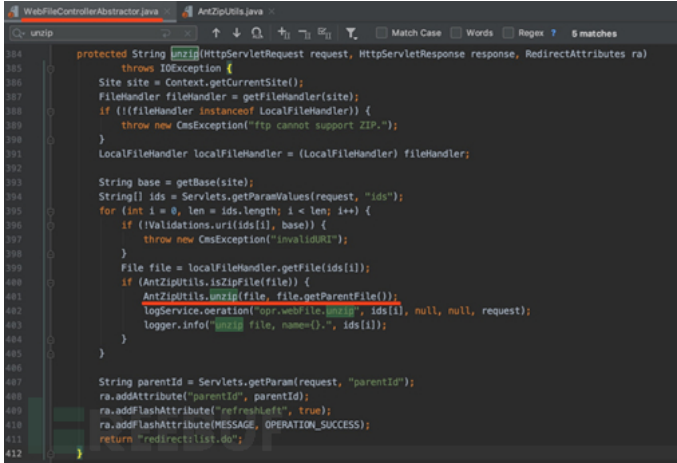 WebFileControllerAbstractor.java × AntZipUtils.java ×
unzip Match Case Words Regex ? 5 matches
384 protected String unzip(HttpServletRequest request, HttpServletResponse response, RedirectAttributes ra)
385 throws IOException {
386 Site site = Context.getCurrentSite();
387 FileHandler fileHandler = getFileHandler(site);
388 if (!(fileHandler instanceof LocalFileHandler)) {
389 throw new CmsException("ftp cannot support ZIP.");
390 }
391 LocalFileHandler localFileHandler = (LocalFileHandler) fileHandler;
392
393 String base = getBase(site);
394 String[] ids = Servlets.getParamValues(request, "ids");
395 for (int i = 0, len = ids.length; i < len; i++) {
396 if (!Validations.uri(ids[i], base)) {
397 throw new CmsException("invalidURI");
398 }
399 File file = localFileHandler.getFile(ids[i]);
400 if (AntZipUtils.isZipFile(file)) {
401 AntZipUtils.unzip(file, file.getParentFile());
402 logService.oeration("opr.webFile.unzip", ids[i], null, null, request);
403 logger.info("unzip file, name={}.", ids[i]);
404 }
405 }
406
407 String parentId = Servlets.getParam(request, "parentId");
408 ra.addAttribute("parentId", parentId);
409 ra.addFlashAttribute("refreshLeft", true);
410 ra.addFlashAttribute(MESSAGE, OPERATION_SUCCESS);
411 return "redirect:list.do";
412 }
REEBUF